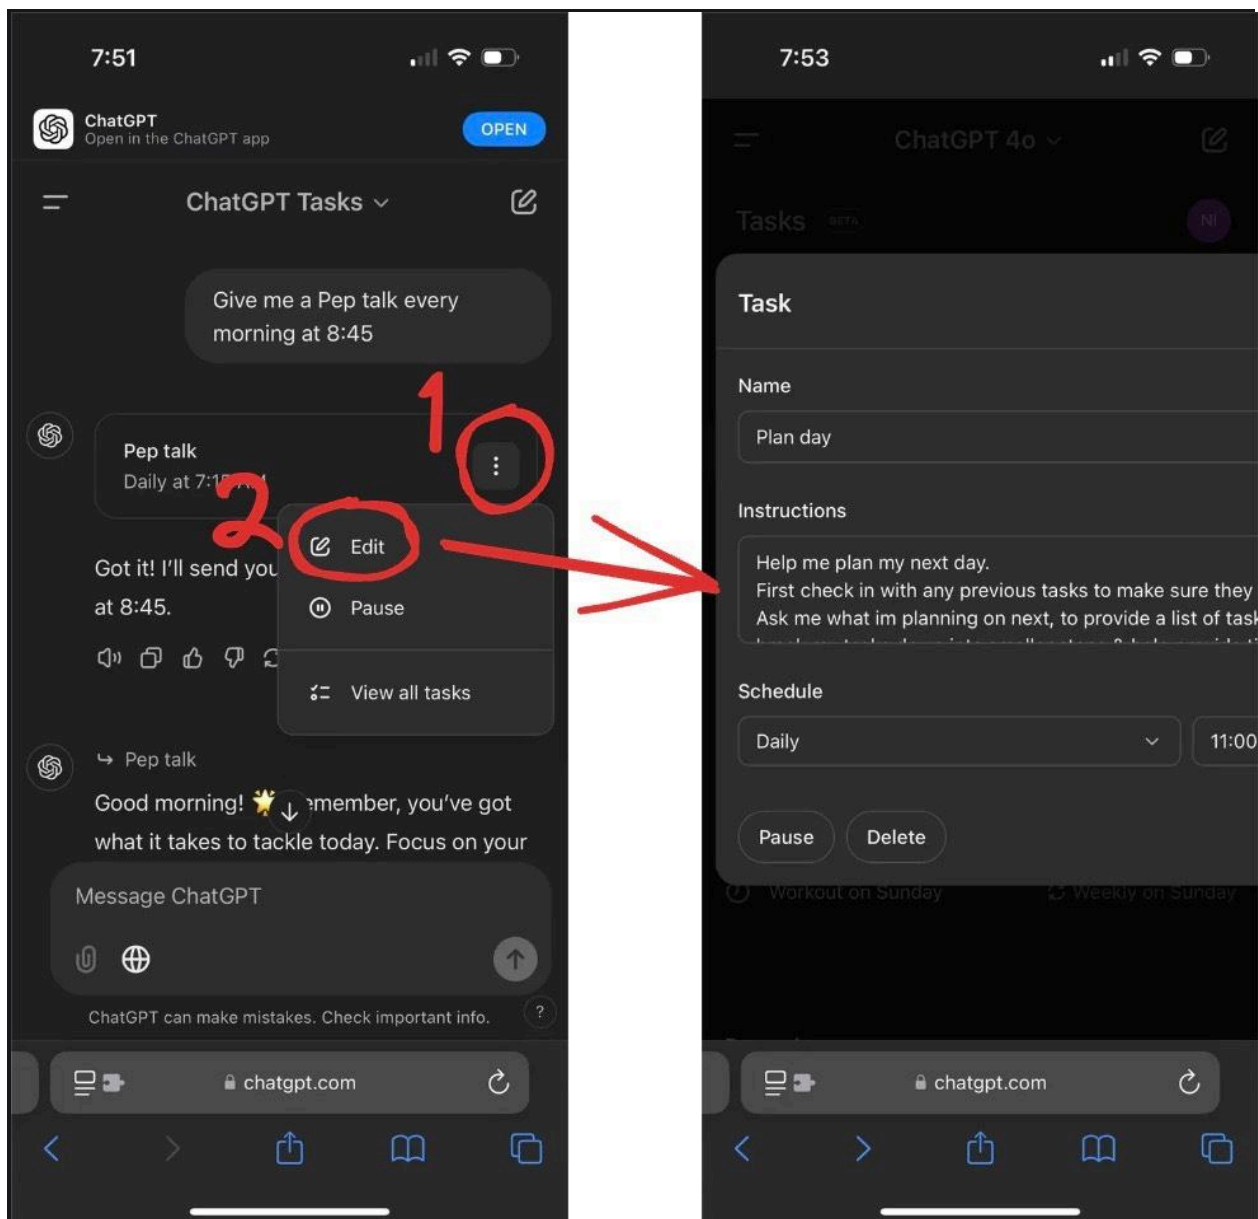 7:51
ChatGPT
Open in the ChatGPT app
OPEN
ChatGPT Tasks
Give me a Pep talk every
morning at 8:45
1
Pep talk
Daily at
2
Edit
Got it! I'll send you
at 8:45.
Pause
View all tasks
Pep talk
Good morning! 🌟 emember, you've got
what it takes to tackle today. Focus on your
Message ChatGPT
ChatGPT can make mistakes. Check important info.
?
chatgpt.com
7:53
ChatGPT 4o
Tasks BETA
NI
Task
Name
Plan day
Instructions
Help me plan my next day.
First check in with any previous tasks to make sure they
Ask me what im planning on next, to provide a list of task
Schedule
Daily
11:00
Pause
Delete
Workout on Sunday
Weekly on Sunday
chatgpt.com